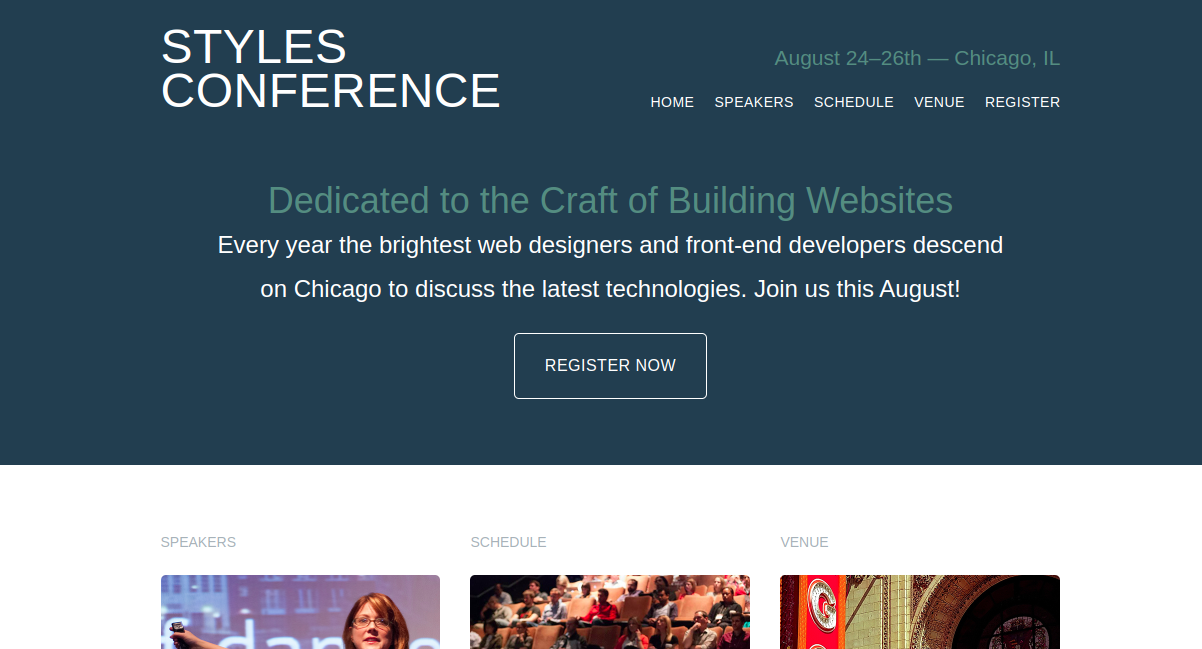 STYLES
CONFERENCE
August 24–26th — Chicago, IL
HOME SPEAKERS SCHEDULE VENUE REGISTER
Dedicated to the Craft of Building Websites
Every year the brightest web designers and front-end developers descend
on Chicago to discuss the latest technologies. Join us this August!
REGISTER NOW
SPEAKERS SCHEDULE VENUE